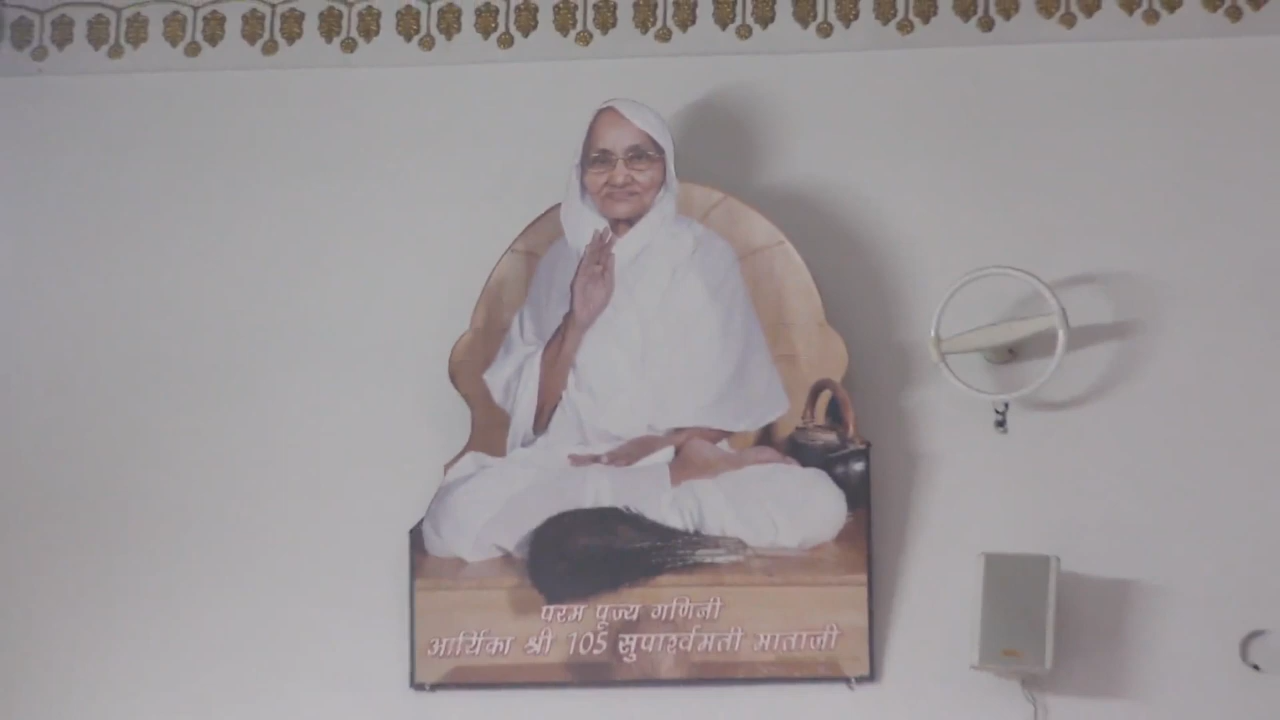 परम पूज्य गणिनी
आर्यिका श्री 105 सुपार्श्वमती माताजी